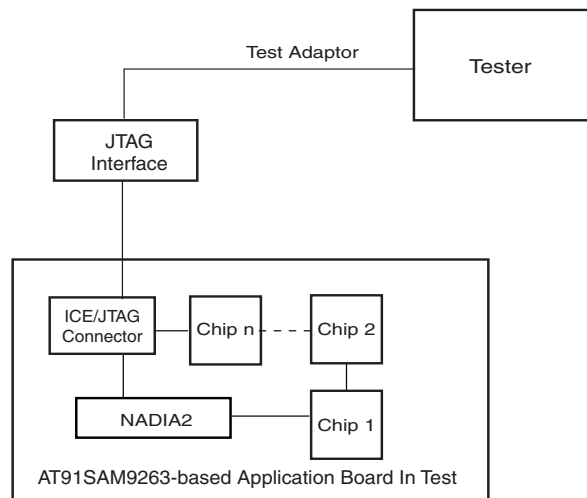 Test Adaptor
Tester
JTAG
Interface
ICE/JTAG
Connector
Chip n
Chip 2
NADIA2
Chip 1
AT91SAM9263-based Application Board In Test